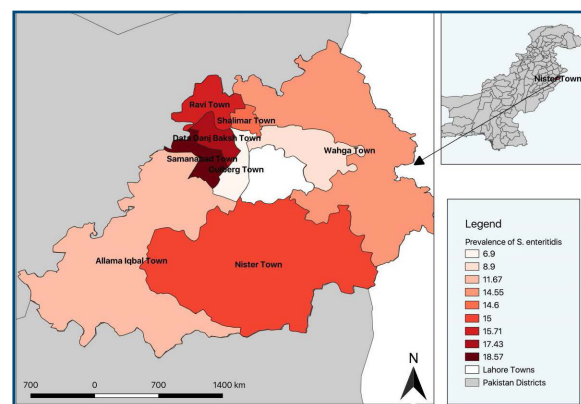 Ravi Town
Shalimar Town
Data Ganj Baksh Town
Samanabad Town
Gulberg Town
Wahga Town
Allama Iqbal Town
Nister Town
N
700 0 700 1400 km
Nister Town
Legend
Prevalence of S. enteritidis
6.9
8.9
11.67
14.55
14.6
15
15.71
17.43
18.57
Lahore Towns
Pakistan Districts